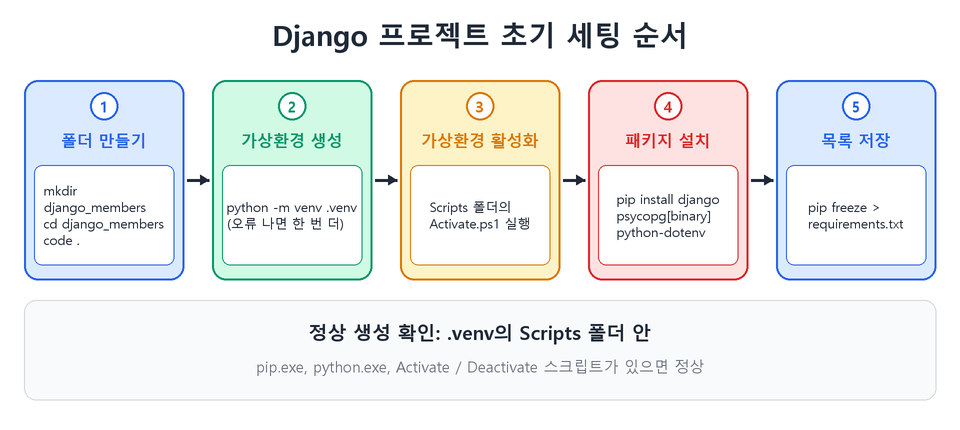 Django 프로젝트 초기 세팅 순서
1
폴더 만들기
mkdir
django_members
cd django_members
code .
2
가상환경 생성
python -m venv .venv
(오류 나면 한 번 더)
3
가상환경 활성화
Scripts 폴더의
Activate.ps1 실행
4
패키지 설치
pip install django
psycopg[binary]
python-dotenv
5
목록 저장
pip freeze >
requirements.txt
정상 생성 확인: .venv의 Scripts 폴더 안
pip.exe, python.exe, Activate / Deactivate 스크립트가 있으면 정상